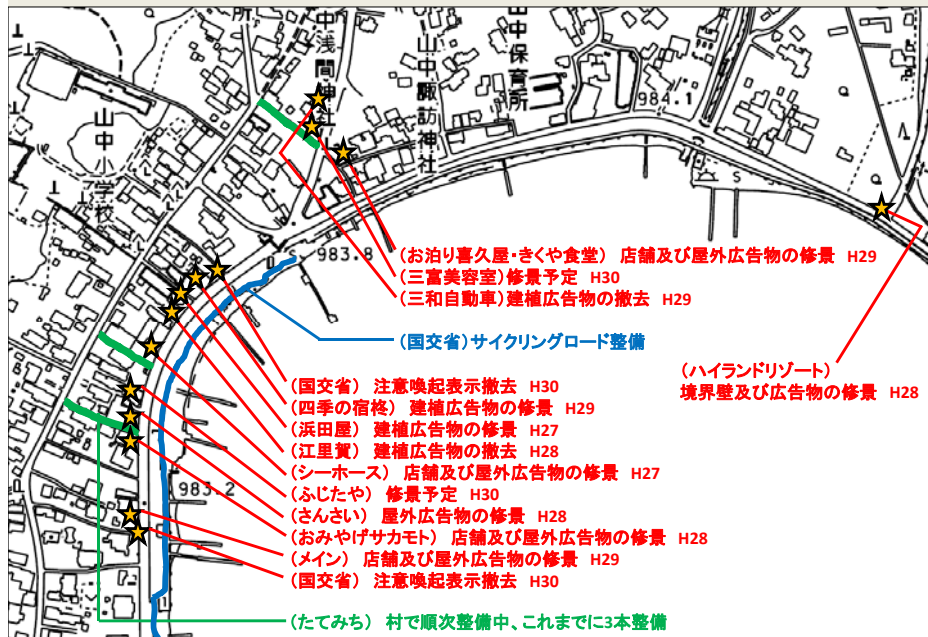 中浅間神社
山中諏訪神社
中保育所
984.1
山中小学校
所
983.8
(お泊り喜久屋・きくや食堂) 店舗及び屋外広告物の修景 H29
(三富美容室)修景予定 H30
(三和自動車)建植広告物の撤去 H29
(国交省)サイクリングロード整備
(ハイランドリゾート)
境界壁及び広告物の修景 H28
(国交省) 注意喚起表示撤去 H30
(四季の宿柊) 建植広告物の修景 H29
(浜田屋) 建植広告物の修景 H27
(江里賀) 建植広告物の撤去 H28
(シーホース) 店舗及び屋外広告物の修景 H27
(ふじたや) 修景予定 H30
(さんさい) 屋外広告物の修景 H28
983.2
(おみやげサカモト) 店舗及び屋外広告物の修景 H28
(メイン) 店舗及び屋外広告物の修景 H29
(国交省) 注意喚起表示撤去 H30
(たてみち) 村で順次整備中、これまでに3本整備